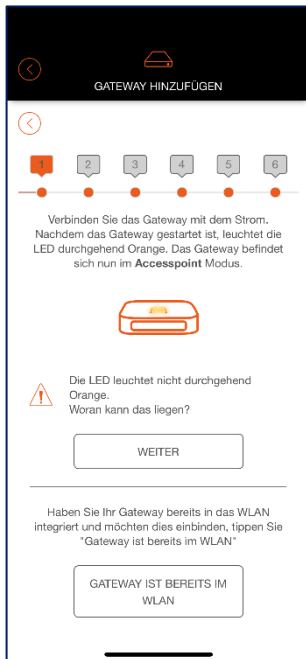 GATEWAY HINZUFÜGEN
1 2 3 4 5 6
Verbinden Sie das Gateway mit dem Strom.
Nachdem das Gateway gestartet ist, leuchtet die
LED durchgehend Orange. Das Gateway befindet
sich nun im Accesspoint Modus.
Die LED leuchtet nicht durchgehend
Orange.
Woran kann das liegen?
WEITER
Haben Sie Ihr Gateway bereits in das WLAN
integriert und möchten dies einbinden, tippen Sie
"Gateway ist bereits im WLAN"
GATEWAY IST BEREITS IM
WLAN